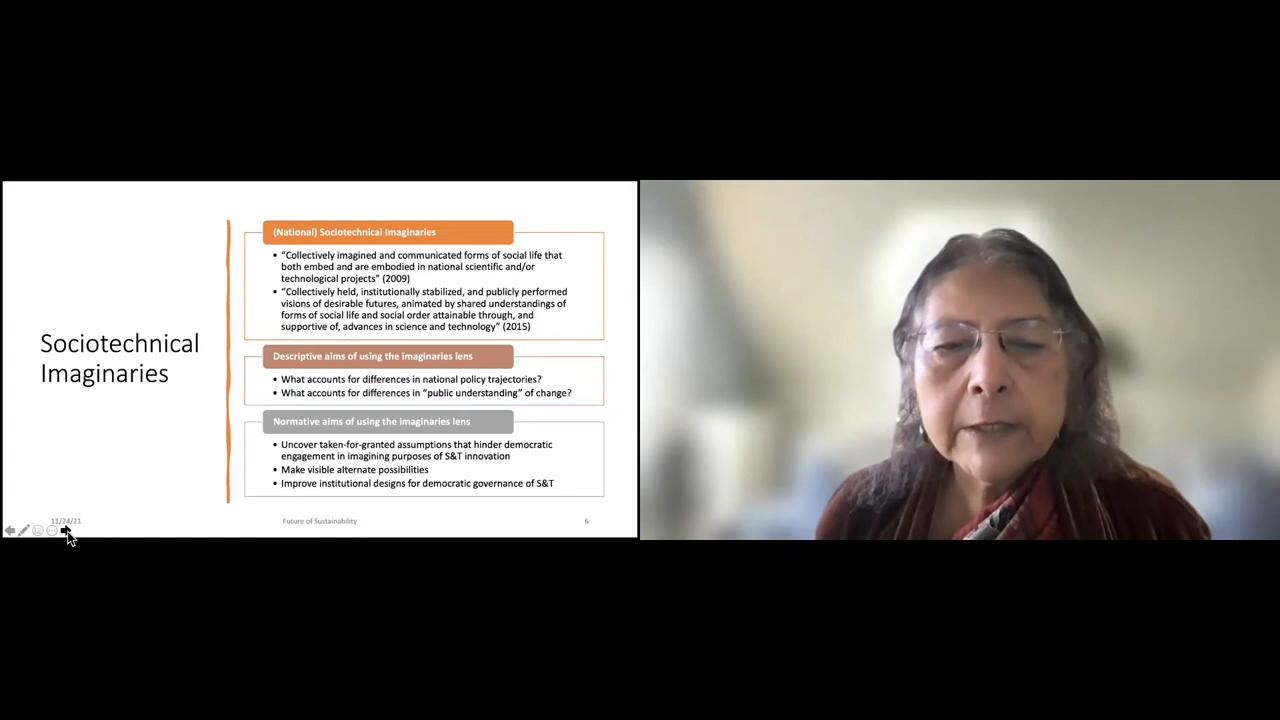 Sociotechnical
Imaginaries
(National) Sociotechnical Imaginaries
• “Collectively imagined and communicated forms of social life that
both embed and are embodied in national scientific and/or
technological projects” (2009)
• “Collectively held, institutionally stabilized, and publicly performed
visions of desirable futures, animated by shared understandings of
forms of social life and social order attainable through, and
supportive of, advances in science and technology” (2015)
Descriptive aims of using the imaginaries lens
• What accounts for differences in national policy trajectories?
• What accounts for differences in “public understanding” of change?
Normative aims of using the imaginaries lens
• Uncover taken-for-granted assumptions that hinder democratic
engagement in imagining purposes of S&T innovation
• Make visible alternate possibilities
• Improve institutional designs for democratic governance of S&T
11/24/21
Future of Sustainability
6